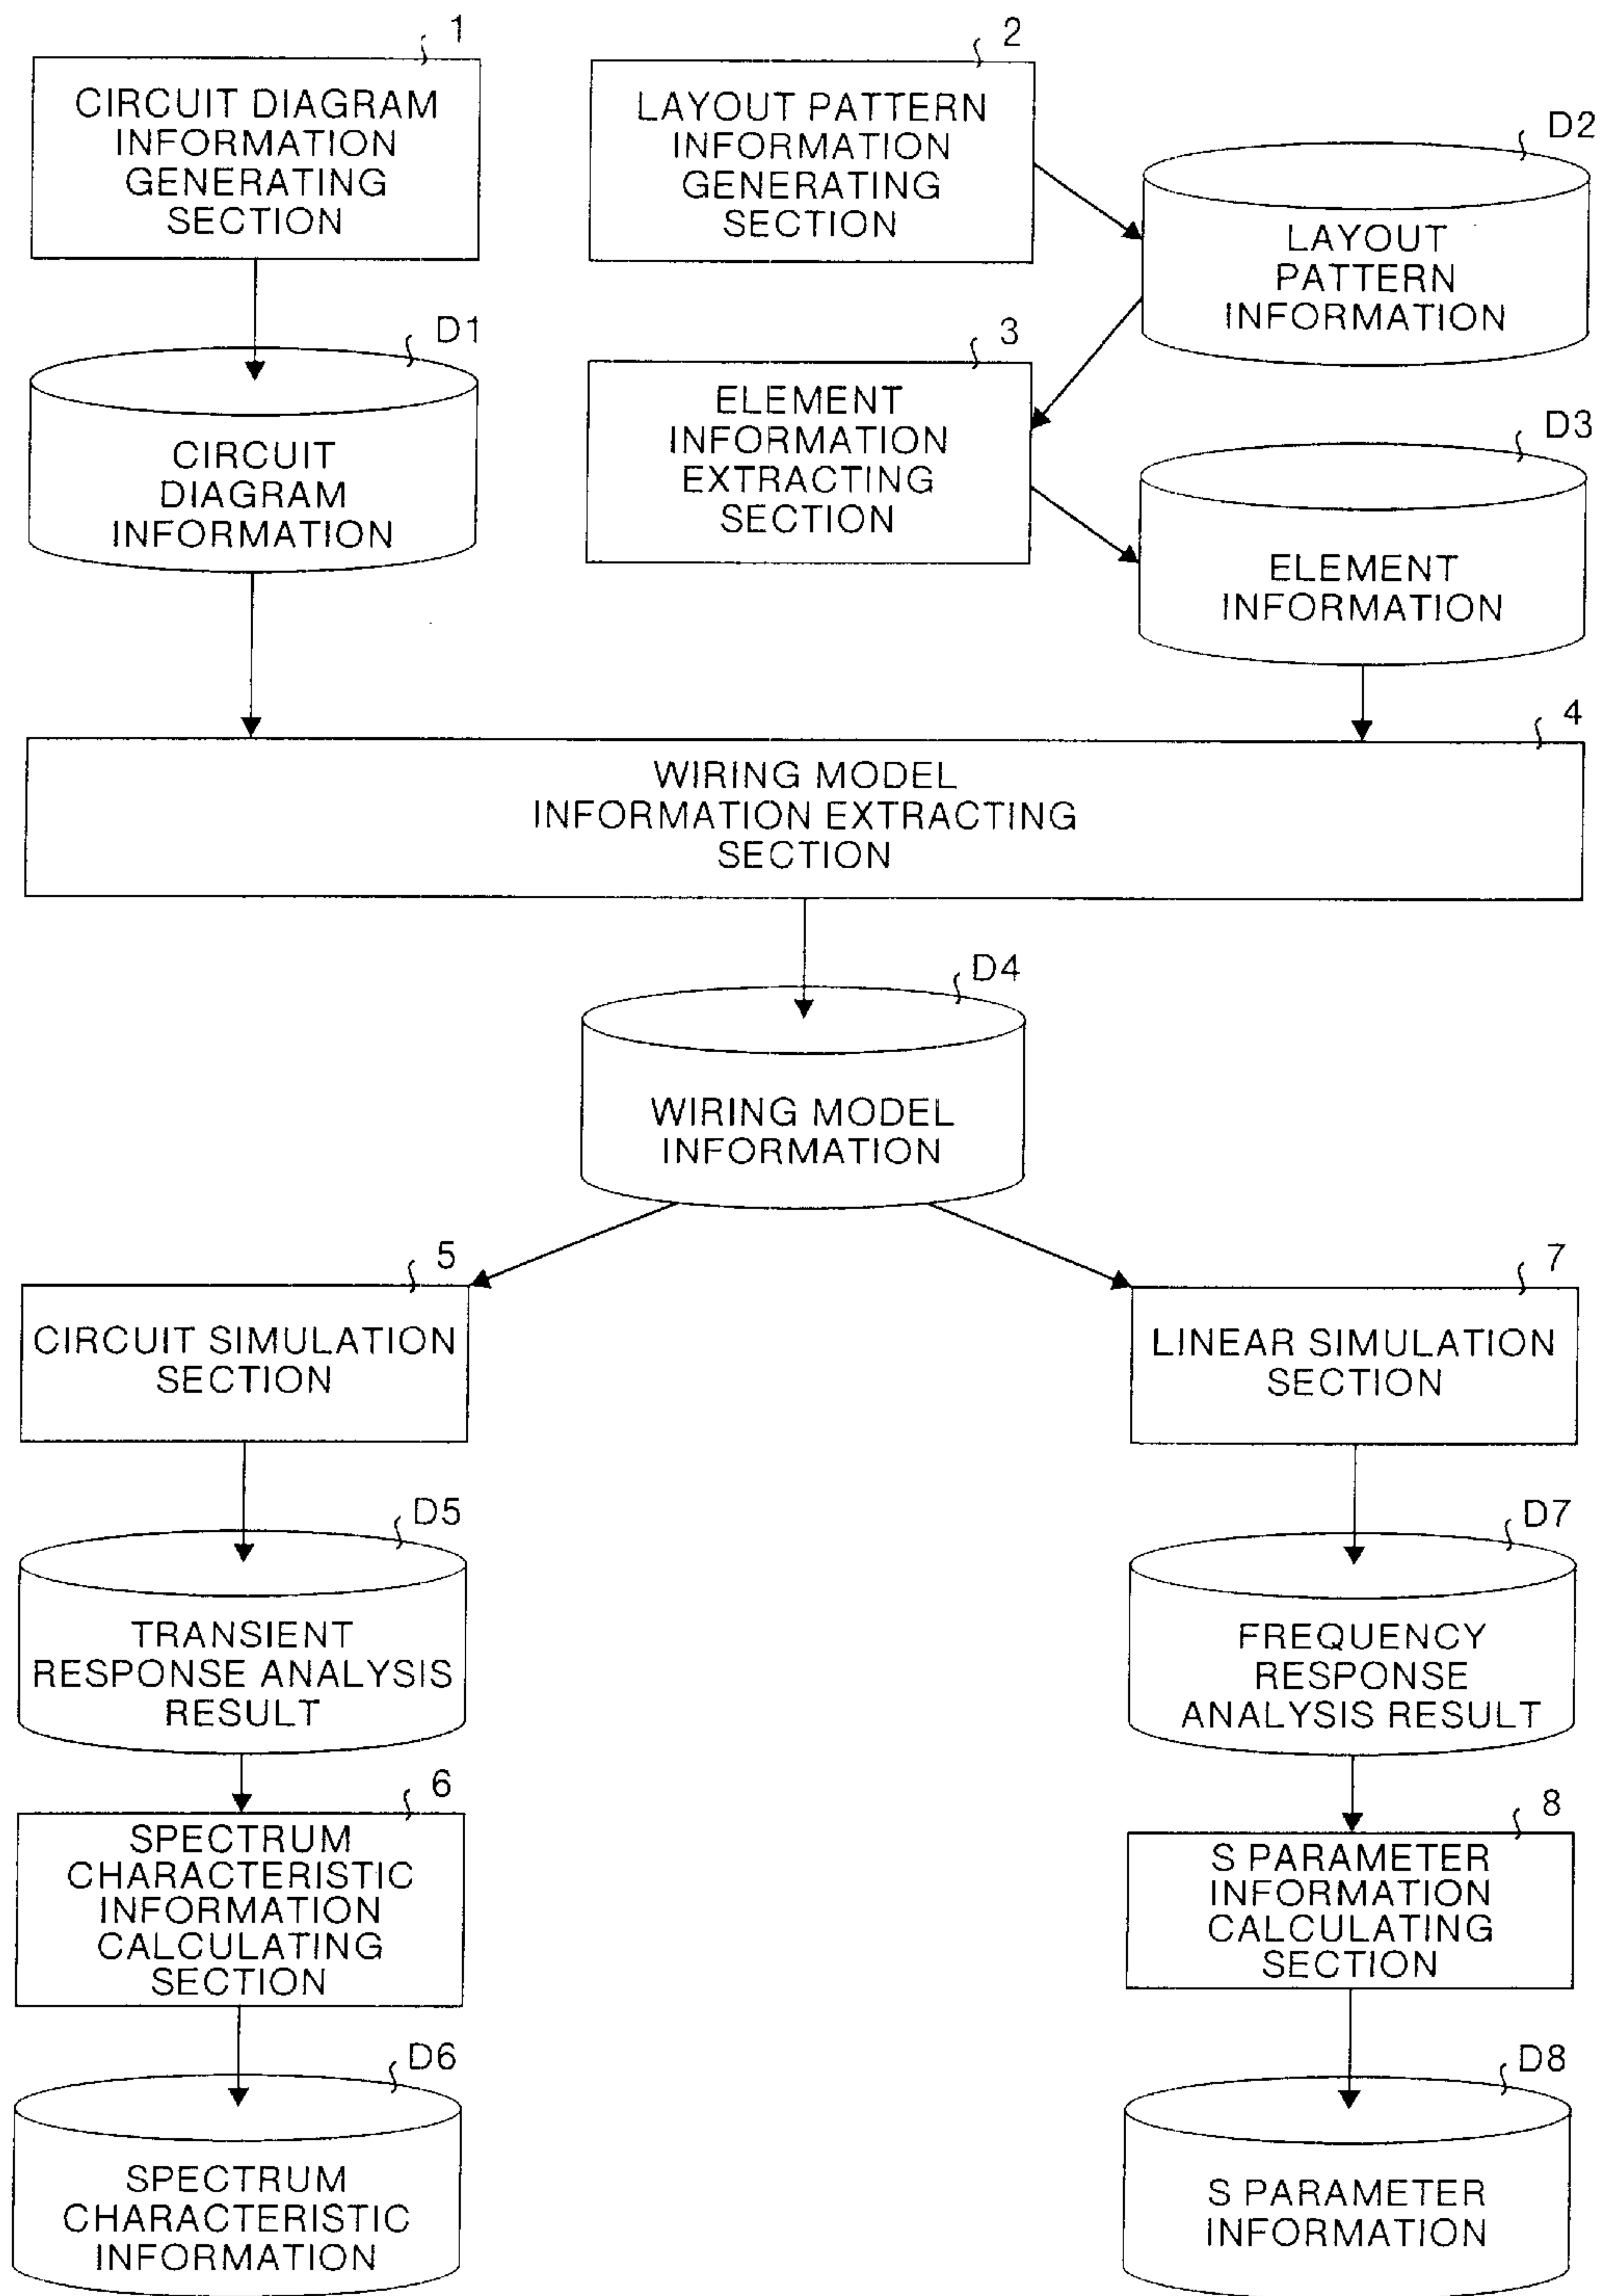 1
CIRCUIT DIAGRAM
INFORMATION
GENERATING
SECTION
2
LAYOUT PATTERN
INFORMATION
GENERATING
SECTION
D2
LAYOUT
PATTERN
INFORMATION
D1
CIRCUIT
DIAGRAM
INFORMATION
3
ELEMENT
INFORMATION
EXTRACTING
SECTION
D3
ELEMENT
INFORMATION
4
WIRING MODEL
INFORMATION EXTRACTING
SECTION
D4
WIRING MODEL
INFORMATION
5
CIRCUIT SIMULATION
SECTION
7
LINEAR SIMULATION
SECTION
D5
TRANSIENT
RESPONSE ANALYSIS
RESULT
D7
FREQUENCY
RESPONSE
ANALYSIS RESULT
6
SPECTRUM
CHARACTERISTIC
INFORMATION
CALCULATING
SECTION
8
S PARAMETER
INFORMATION
CALCULATING
SECTION
D6
SPECTRUM
CHARACTERISTIC
INFORMATION
D8
S PARAMETER
INFORMATION